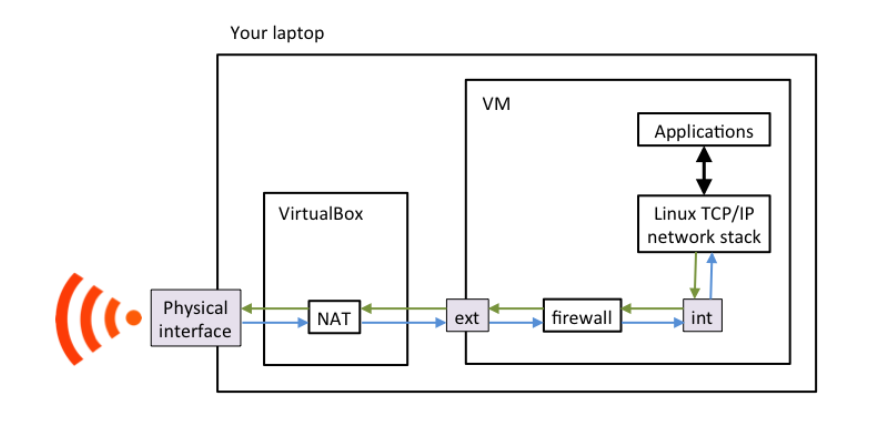 Your laptop
VM
Applications
VirtualBox
Linux TCP/IP
network stack
Physical
interface
NAT
ext
firewall
int